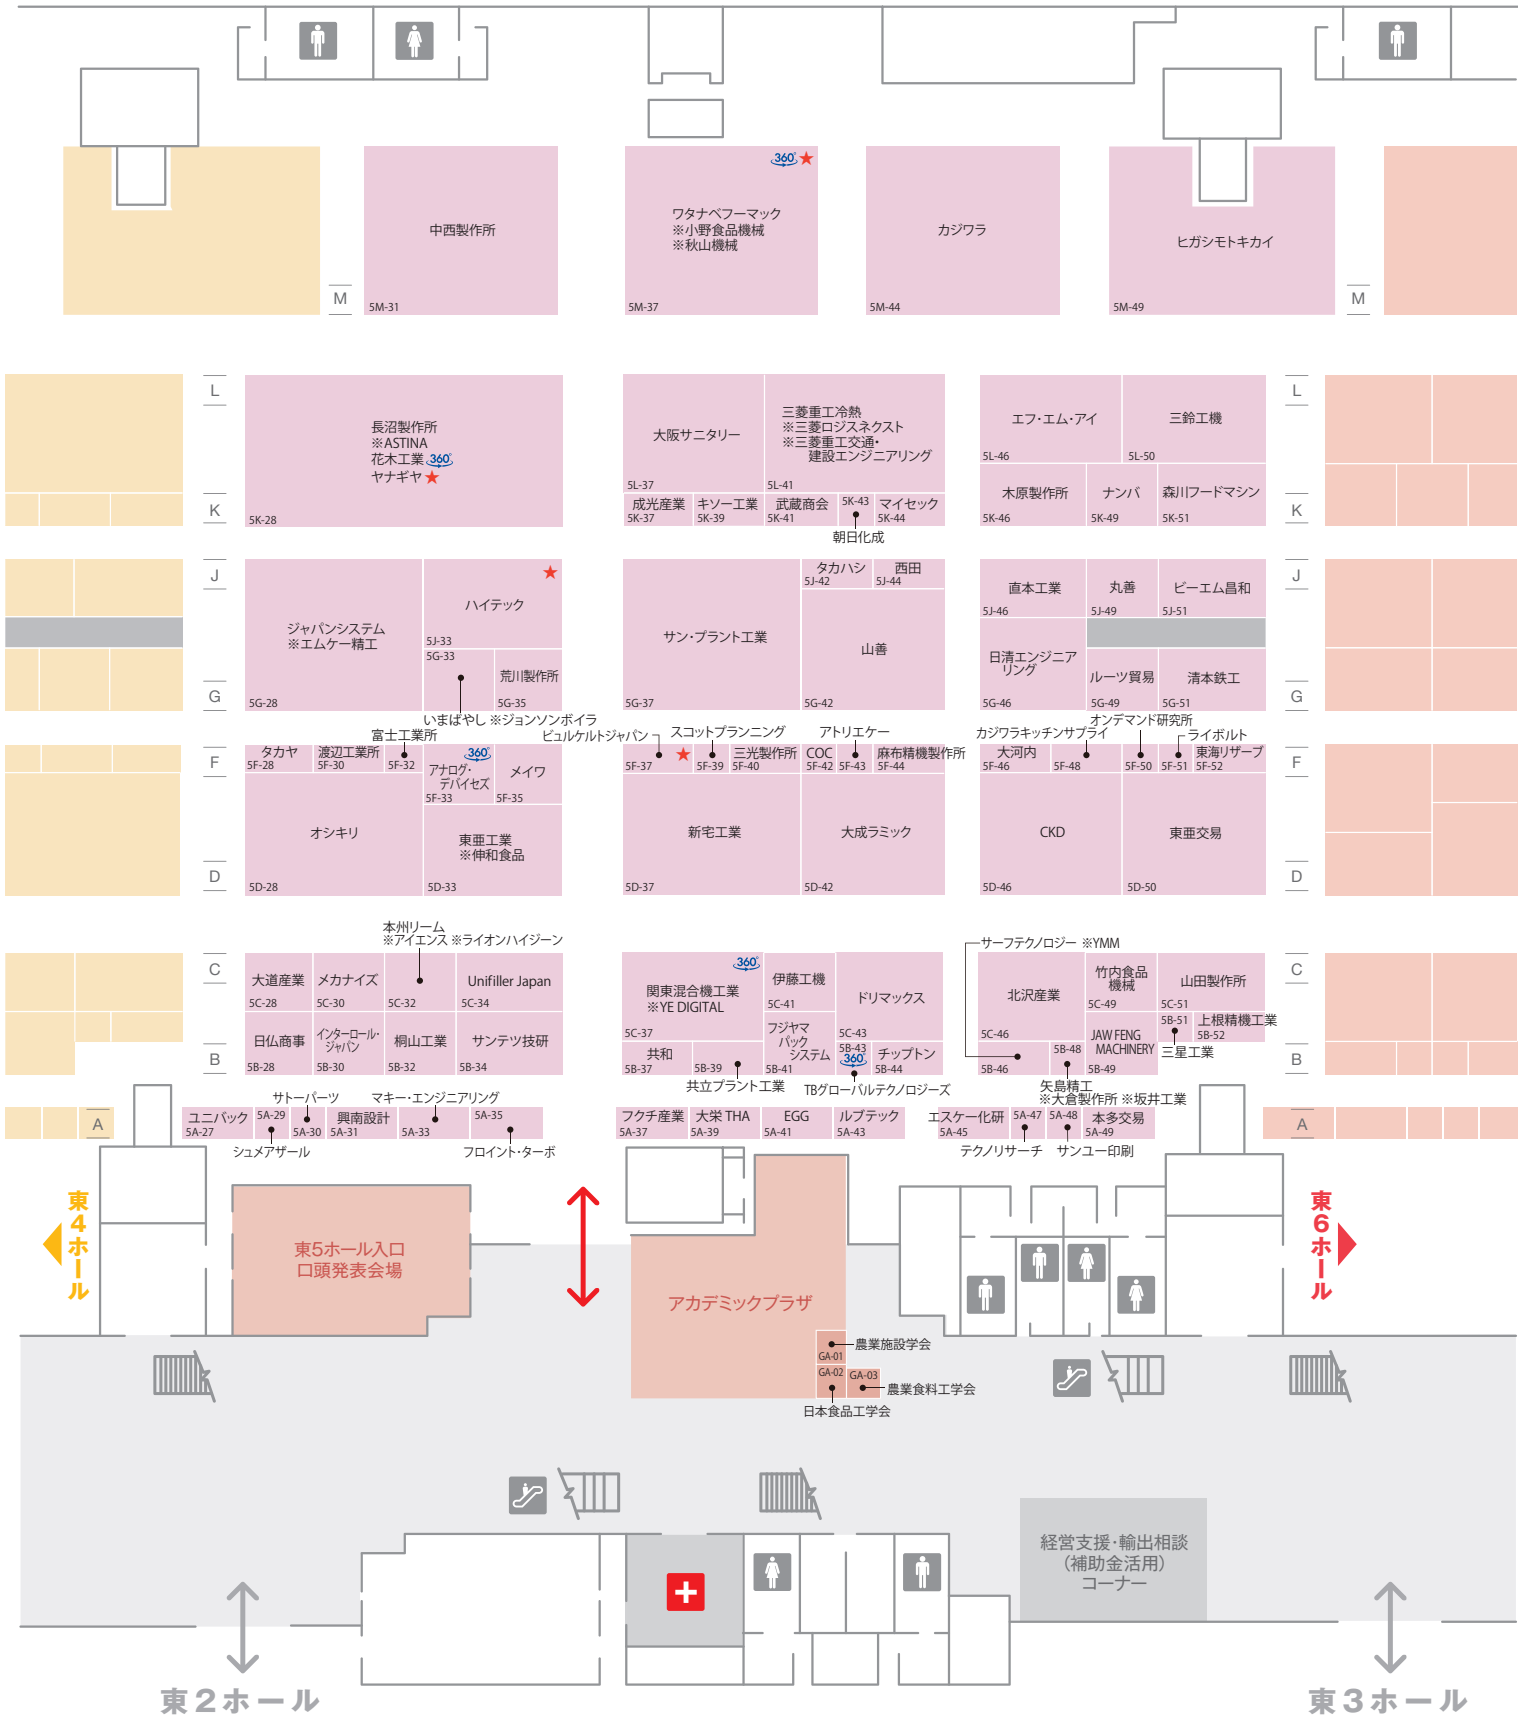 360°
ワタナベフーマック
※小野食品機械
※秋山機械
5M-37
中西製作所
5M-31
カジワラ
5M-44
ヒガシモトキカイ
5M-49
M
M
L
長沼製作所
※ASTINA
花木工業 360°
ヤナギヤ
5K-28
K
大阪サニタリー
5L-37
三菱重工冷熱
※三菱ロジスネクスト
※三菱重工交通・
建設エンジニアリング
5L-41
エフ・エム・アイ
5L-46
三鈴工機
5L-50
L
成光産業
5K-37
キソー工業
5K-39
武蔵商会
5K-41
5K-43
朝日化成
マイセック
5K-44
木原製作所
5K-46
ナンバ
5K-49
森川フードマシン
5K-51
K
J
ジャパンシステム
※エムケー精工
5G-28
ハイテック
5J-33
5G-33
いまばやし ※ジョンソンボイラ
荒川製作所
5G-35
G
サン・プラント工業
5G-37
タカハシ
5J-42
西田
5J-44
山善
5G-42
直本工業
5J-46
丸善
5J-49
ビーエム昌和
5J-51
J
日清エンジニア
リング
5G-46
ルーツ貿易
5G-49
清本鉄工
5G-51
G
F
タカヤ
5F-28
渡辺工業所
5F-30
富士工業所
5F-32
360°
アナログ・
デバイセズ
5F-33
メイワ
5F-35
オシキリ
5D-28
東亜工業
※伸和食品
5D-33
D
ビュルケルトジャパン
5F-37
スコットプランニング
5F-39
三光製作所
5F-40
COC
5F-42
アトリエケー
5F-43
麻布精機製作所
5F-44
新宅工業
5D-37
大成ラミック
5D-42
カジワラキッチンサプライ
オンデマンド研究所
ライボルト
大河内
5F-46
5F-48
5F-50
5F-51
東海リザーブ
5F-52
F
CKD
5D-46
東亜交易
5D-50
D
本州リーム
※アイエンス ※ライオンハイジーン
C
大道産業
5C-28
メカナイズ
5C-30
5C-32
Unifiller Japan
5C-34
日仏商事
5B-28
インターロール・
ジャパン
5B-30
桐山工業
5B-32
サンテツ技研
5B-34
B
360°
関東混合機工業
※YE DIGITAL
5C-37
伊藤工機
5C-41
ドリマックス
5C-43
共和
5B-37
5B-39
共立プラント工業
フジヤマ
パック
システム
5B-41
5B-43
360°
TBグローバルテクノロジーズ
チップトン
5B-44
サーフテクノロジー ※YMM
北沢産業
5C-46
竹内食品
機械
5C-49
山田製作所
5C-51
C
5B-46
5B-48
矢島精工
※大倉製作所 ※坂井工業
JAW FENG
MACHINERY
5B-49
5B-51
三星工業
上根精機工業
5B-52
B
A
ユニバック
5A-27
5A-29
シュメアザール
サトーパーツ
5A-30
興南設計
5A-31
マキー・エンジニアリング
5A-33
5A-35
フロイント・ターボ
フクチ産業
5A-37
大栄 THA
5A-39
EGG
5A-41
ルブテック
5A-43
エスケー化研
5A-45
5A-47
テクノリサーチ
5A-48
サンユー印刷
本多交易
5A-49
A
東4ホール
東5ホール入口
口頭発表会場
アカデミックプラザ
東6ホール
GA-01
農業施設学会
GA-02
日本食品工学会
GA-03
農業食料工学会
経営支援・輸出相談
(補助金活用)
コーナー
東2ホール
東3ホール